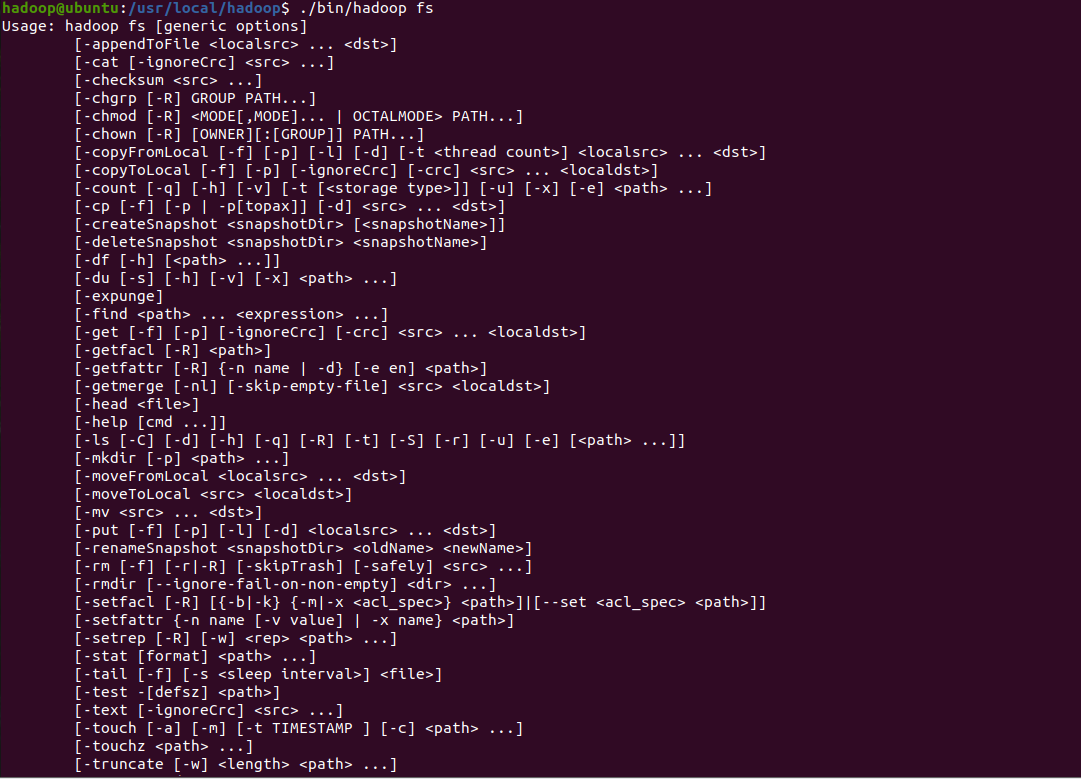 hadoop@ubuntu:/usr/local/hadoop$ ./bin/hadoop fs
Usage: hadoop fs [generic options]
        [-appendToFile <localsrc> ... <dst>]
        [-cat [-ignoreCrc] <src> ...]
        [-checksum <src> ...]
        [-chgrp [-R] GROUP PATH...]
        [-chmod [-R] <MODE[,MODE]... | OCTALMODE> PATH...]
        [-chown [-R] [OWNER][:[GROUP]] PATH...]
        [-copyFromLocal [-f] [-p] [-l] [-d] [-t <thread count>] <localsrc> ... <dst>]
        [-copyToLocal [-f] [-p] [-ignoreCrc] [-crc] <src> ... <localdst>]
        [-count [-q] [-h] [-v] [-t [<storage type>]] [-u] [-x] [-e] <path> ...]
        [-cp [-f] [-p | -p[topax]] [-d] <src> ... <dst>]
        [-createSnapshot <snapshotDir> [<snapshotName>]]
        [-deleteSnapshot <snapshotDir> <snapshotName>]
        [-df [-h] [<path> ...]]
        [-du [-s] [-h] [-v] [-x] <path> ...]
        [-expunge]
        [-find <path> ... <expression> ...]
        [-get [-f] [-p] [-ignoreCrc] [-crc] <src> ... <localdst>]
        [-getfacl [-R] <path>]
        [-getfattr [-R] {-n name | -d} [-e en] <path>]
        [-getmerge [-nl] [-skip-empty-file] <src> <localdst>]
        [-head <file>]
        [-help [cmd ...]]
        [-ls [-C] [-d] [-h] [-q] [-R] [-t] [-S] [-r] [-u] [-e] [<path> ...]]
        [-mkdir [-p] <path> ...]
        [-moveFromLocal <localsrc> ... <dst>]
        [-moveToLocal <src> <localdst>]
        [-mv <src> ... <dst>]
        [-put [-f] [-p] [-l] [-d] <localsrc> ... <dst>]
        [-renameSnapshot <snapshotDir> <oldName> <newName>]
        [-rm [-f] [-r|-R] [-skipTrash] [-safely] <src> ...]
        [-rmdir [--ignore-fail-on-non-empty] <dir> ...]
        [-setfacl [-R] [{-b|-k} {-m|-x <acl_spec>} <path>]|[--set <acl_spec> <path>]]
        [-setfattr {-n name [-v value] | -x name} <path>]
        [-setrep [-R] [-w] <rep> <path> ...]
        [-stat [format] <path> ...]
        [-tail [-f] [-s <sleep interval>] <file>]
        [-test -[defsz] <path>]
        [-text [-ignoreCrc] <src> ...]
        [-touch [-a] [-m] [-t TIMESTAMP ] [-c] <path> ...]
        [-touchz <path> ...]
        [-truncate [-w] <length> <path> ...]